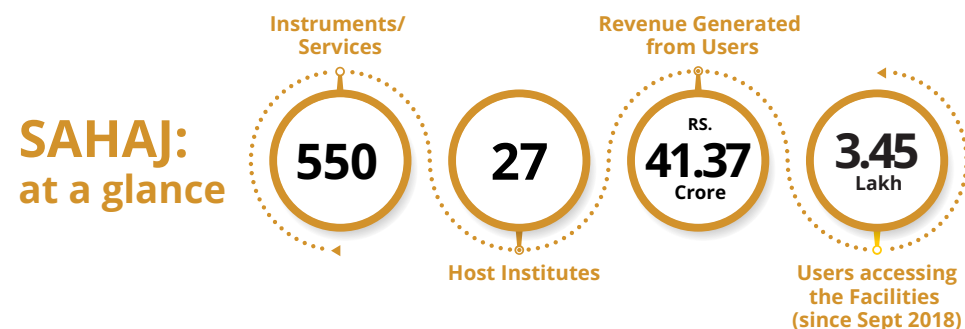 SAHAJ:
at a glance
Instruments/
Services
550
27
Host Institutes
Revenue Generated
from Users
RS.
41.37
Crore
3.45
Lakh
Users accessing
the Facilities
(since Sept 2018)